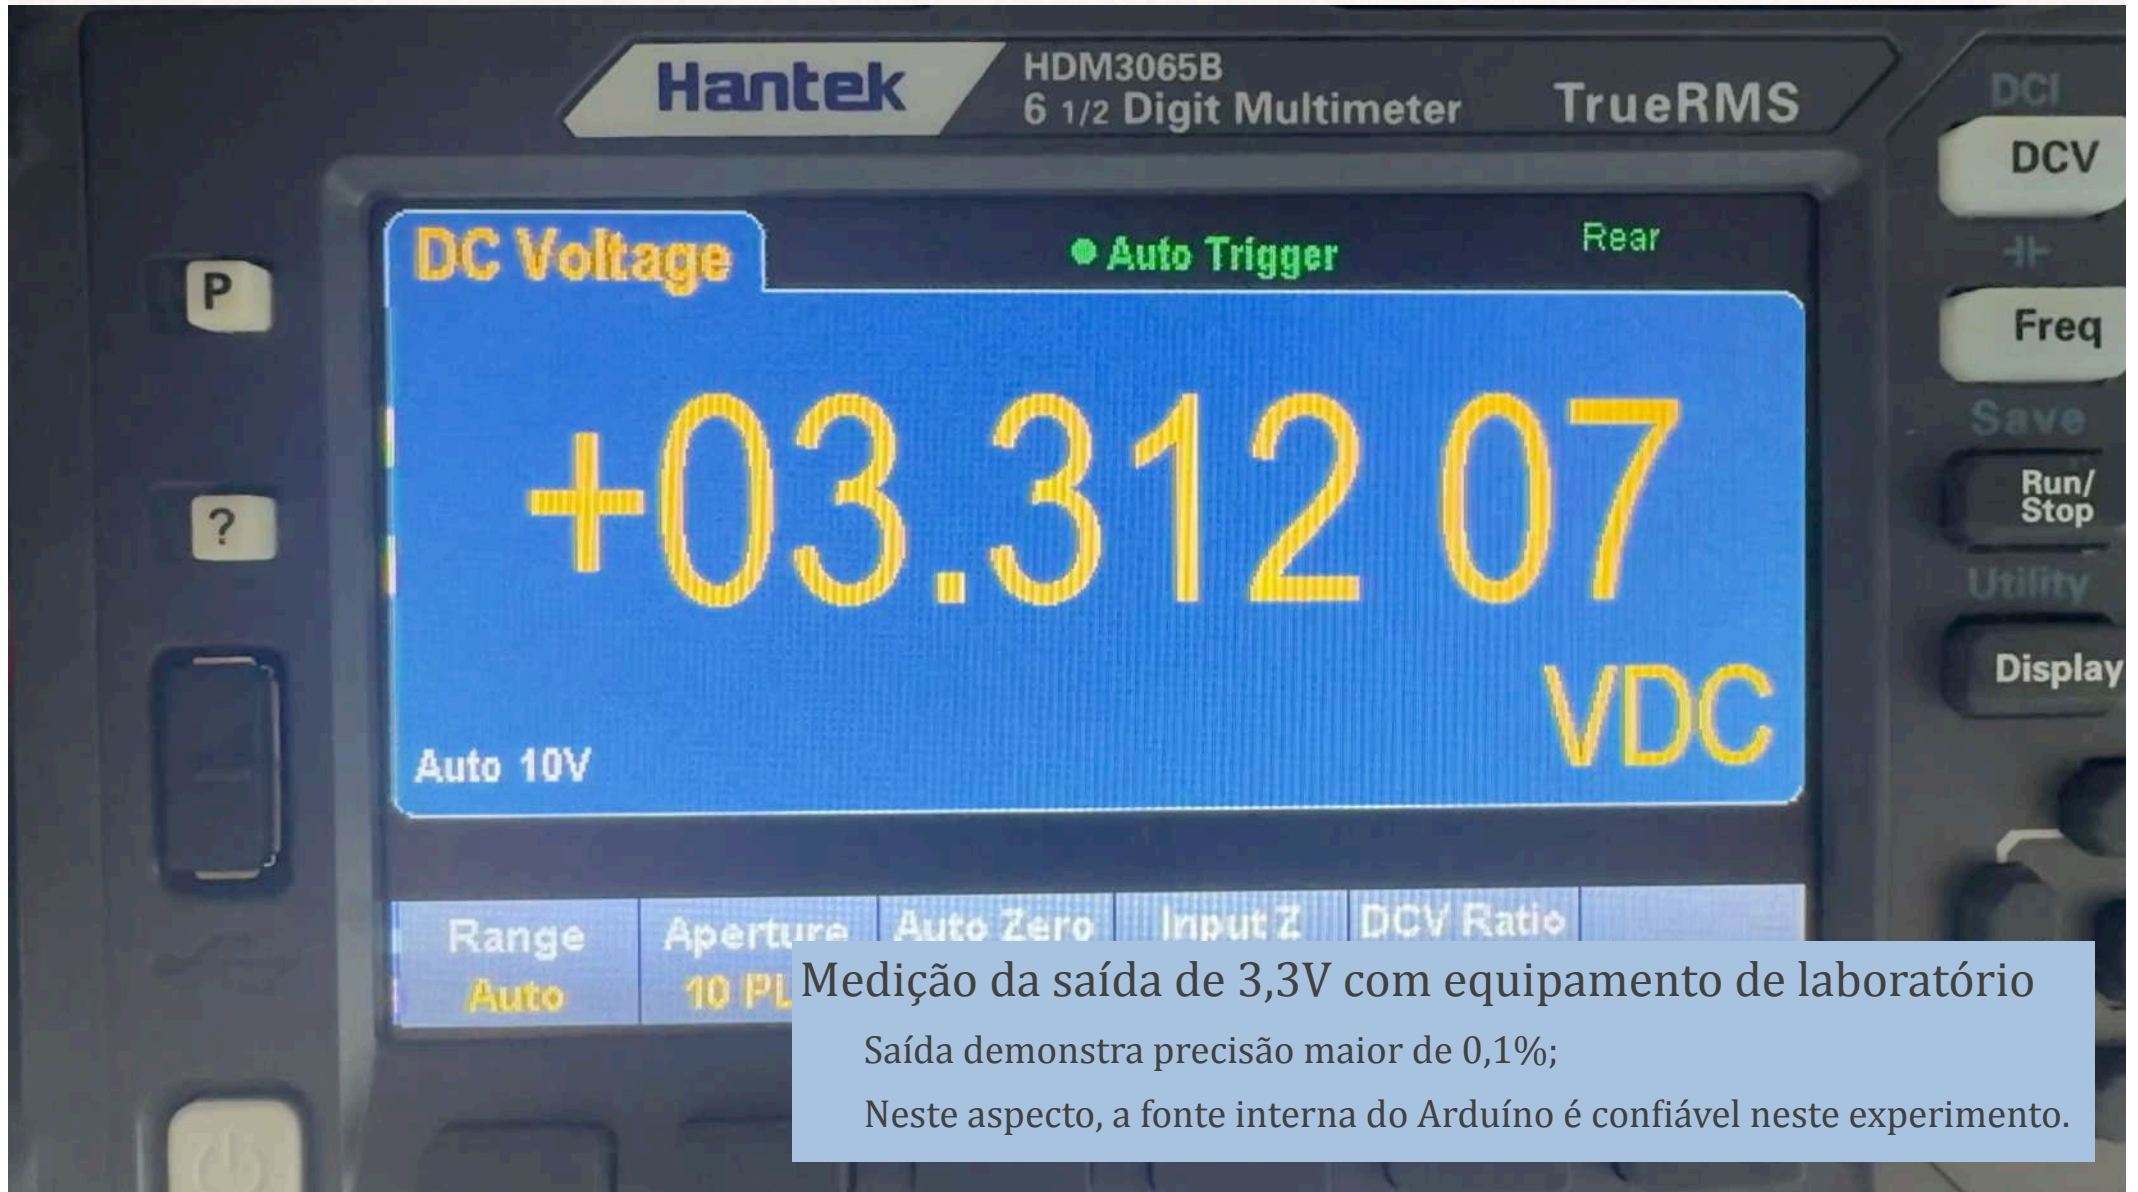 Hantek
HDM3065B
6 1/2 Digit Multimeter
TrueRMS
DCI
DCV
DC Voltage
Auto Trigger
Rear
P
Freq
+03.312 07
Save
Run/
Stop
?
Utility
VDC
Display
Auto 10V
Range
Aperture
Auto Zero
Input Z
DCV Ratio
Auto
10
Medição da saída de 3,3V com equipamento de laboratório
Saída demonstra precisão maior de 0,1%;
Neste aspecto, a fonte interna do Arduíno é confiável neste experimento.